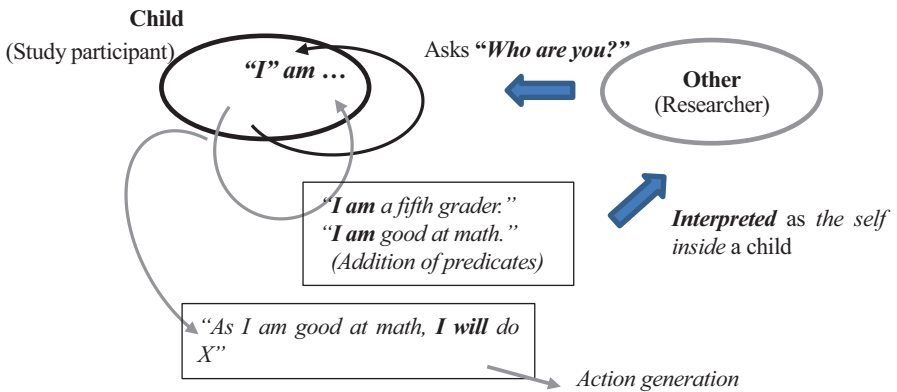 Child
(Study participant)
“I” am …
Asks “Who are you?”
Other
(Researcher)
“I am a fifth grader.”
“I am good at math.”
(Addition of predicates)
Interpreted as the self
inside a child
“As I am good at math, I will do
X”
Action generation